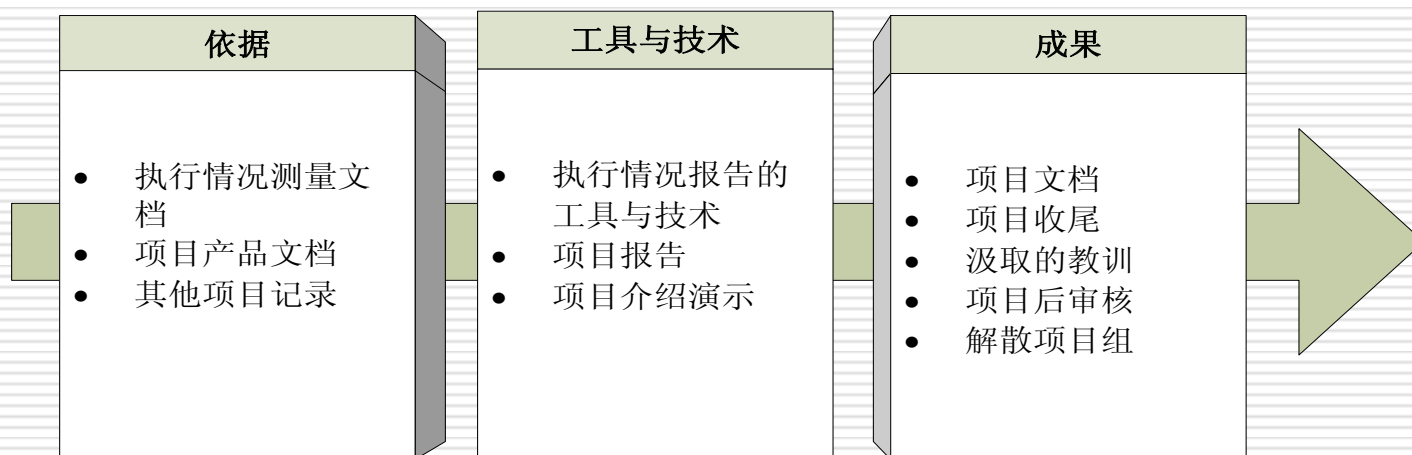 依据
执行情况测量文
档
项目产品文档
其他项目记录
工具与技术
执行情况报告的
工具与技术
项目报告
项目介绍演示
成果
项目文档
项目收尾
汲取的教训
项目后审核
解散项目组